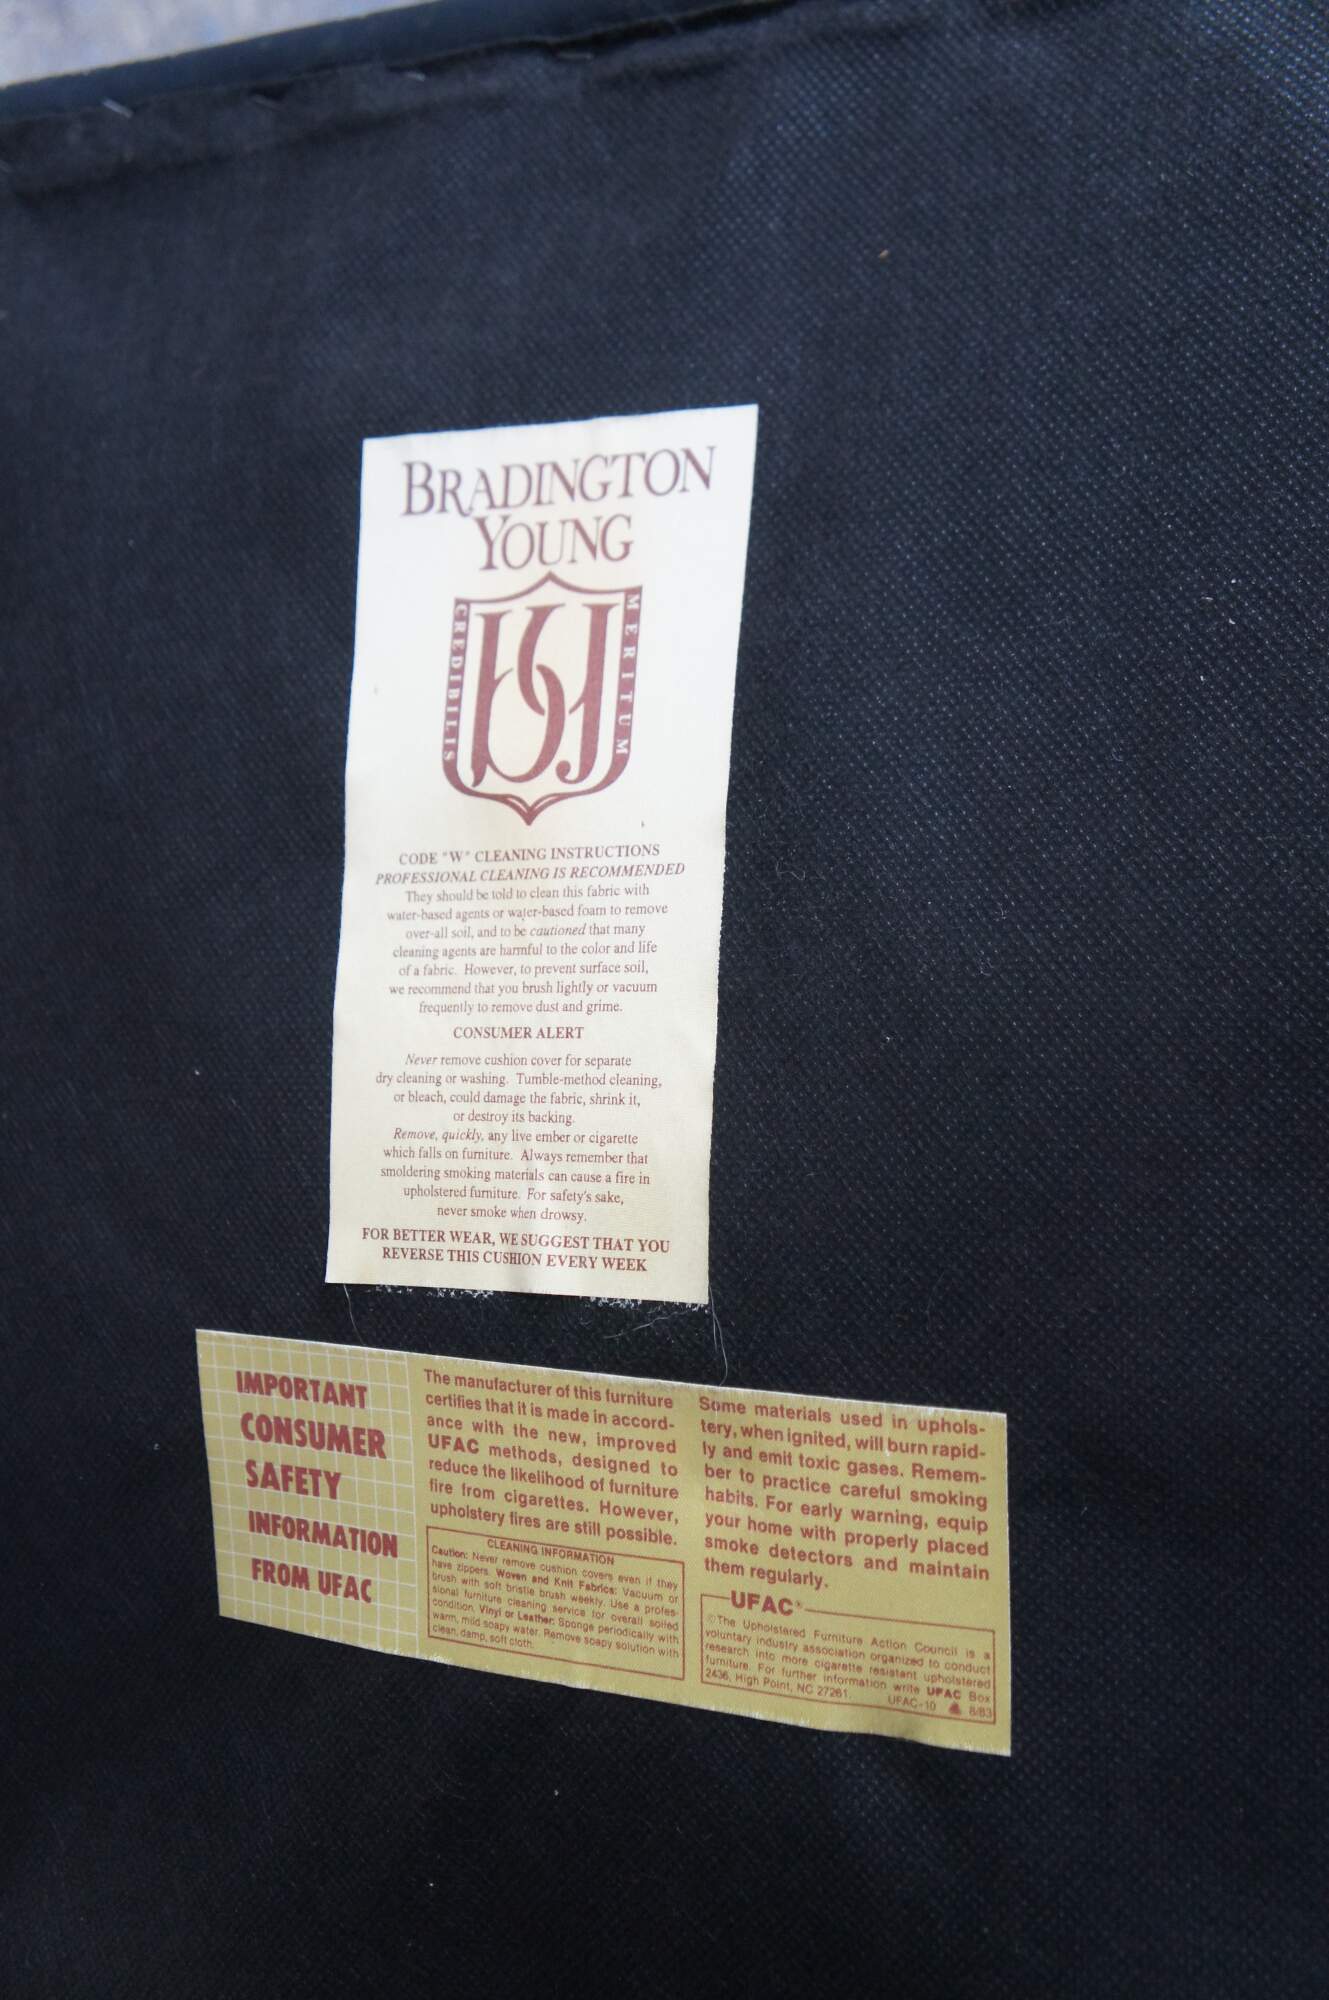 BRADINGTON
YOUNG
CREDIBILIS
MERITUM
CODE "W" CLEANING INSTRUCTIONS
PROFESSIONAL CLEANING IS RECOMMENDED
They should be told to clean this fabric with
water-based agents or water-based foam to remove
over-all soil, and to be cautioned that many
cleaning agents are harmful to the color and life
of a fabric. However, to prevent surface soil,
we recommend that you brush lightly or vacuum
frequently to remove dust and grime.
CONSUMER ALERT
Never remove cushion cover for separate
dry cleaning or washing. Tumble-method cleaning,
or bleach, could damage the fabric, shrink it,
or destroy its backing.
Remove, quickly, any live ember or cigarette
which falls on furniture. Always remember that
smoldering smoking materials can cause a fire in
upholstered furniture. For safety's sake,
never smoke when drowsy.
FOR BETTER WEAR, WE SUGGEST THAT YOU
REVERSE THIS CUSHION EVERY WEEK
IMPORTANT
CONSUMER
SAFETY
INFORMATION
FROM UFAC
The manufacturer of this furniture
certifies that it is made in accord-
ance with the new, improved
UFAC methods, designed to
reduce the likelihood of furniture
fire from cigarettes. However,
upholstery fires are still possible.
CLEANING INFORMATION
Caution: Never remove cushion covers even if they
have zippers. Woven and Knit Fabrics: Vacuum or
brush with soft bristle brush weekly. Use a profes-
sional furniture cleaning service for overall soiled
condition. Vinyl or Leather: Sponge periodically with
warm, mild soapy water. Remove soapy solution with
clean, damp, soft cloth.
Some materials used in uphols-
tery, when ignited, will burn rapid-
ly and emit toxic gases. Remem-
ber to practice careful smoking
habits. For early warning, equip
your home with properly placed
smoke detectors and maintain
them regularly.
UFAC®
©The Upholstered Furniture Action Council is a
voluntary industry association organized to conduct
research into more cigarette resistant upholstered
furniture. For further information write UFAC Box
2436, High Point, NC 27261. UFAC-10 8/83